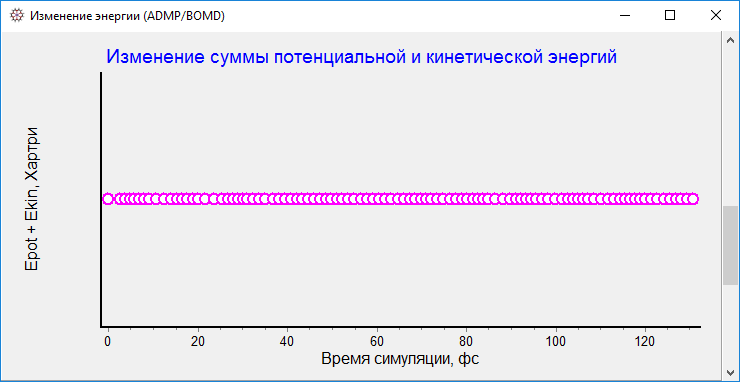 Изменение энергии (ADMP/BOMD)
Изменение суммы потенциальной и кинетической энергий
Epot + Ekin, Хартри
0 20 40 60 80 100 120
Время симуляции, фс